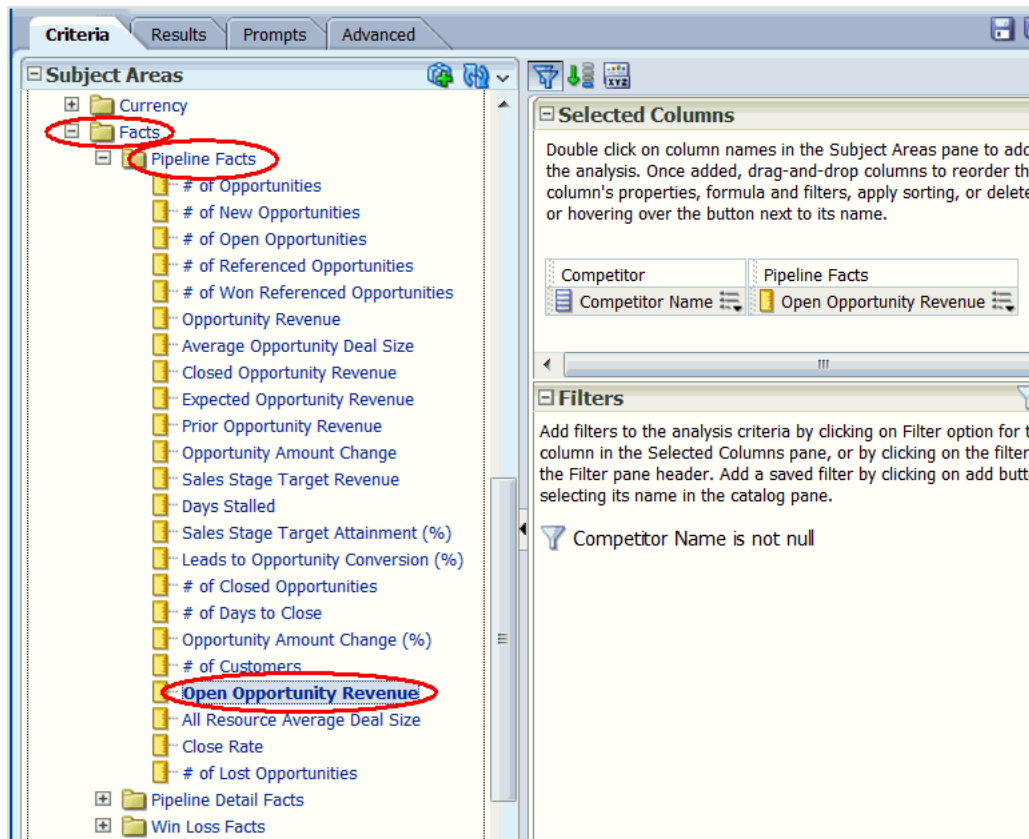 Criteria
Results
Prompts
Advanced
Subject Areas
Currency
Facts
Pipeline Facts
# of Opportunities
# of New Opportunities
# of Open Opportunities
# of Referenced Opportunities
# of Won Referenced Opportunities
Opportunity Revenue
Average Opportunity Deal Size
Closed Opportunity Revenue
Expected Opportunity Revenue
Prior Opportunity Revenue
Opportunity Amount Change
Sales Stage Target Revenue
Days Stalled
Sales Stage Target Attainment (%)
Leads to Opportunity Conversion (%)
# of Closed Opportunities
# of Days to Close
Opportunity Amount Change (%)
# of Customers
Open Opportunity Revenue
All Resource Average Deal Size
Close Rate
# of Lost Opportunities
Pipeline Detail Facts
Win Loss Facts
XYZ
Selected Columns
Double click on column names in the Subject Areas pane to add
the analysis. Once added, drag-and-drop columns to reorder th
column's properties, formula and filters, apply sorting, or delete
or hovering over the button next to its name.
Competitor
Pipeline Facts
Competitor Name
Open Opportunity Revenue
Filters
Add filters to the analysis criteria by clicking on Filter option for t
column in the Selected Columns pane, or by clicking on the filter
the Filter pane header. Add a saved filter by clicking on add butt
selecting its name in the catalog pane.
Competitor Name is not null